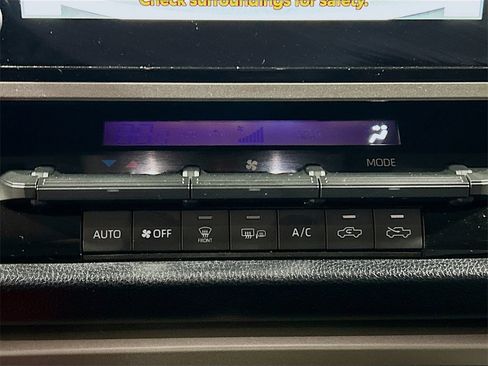 Check surroundings for safety.
MODE
AUTO
OFF
FRONT
A/C